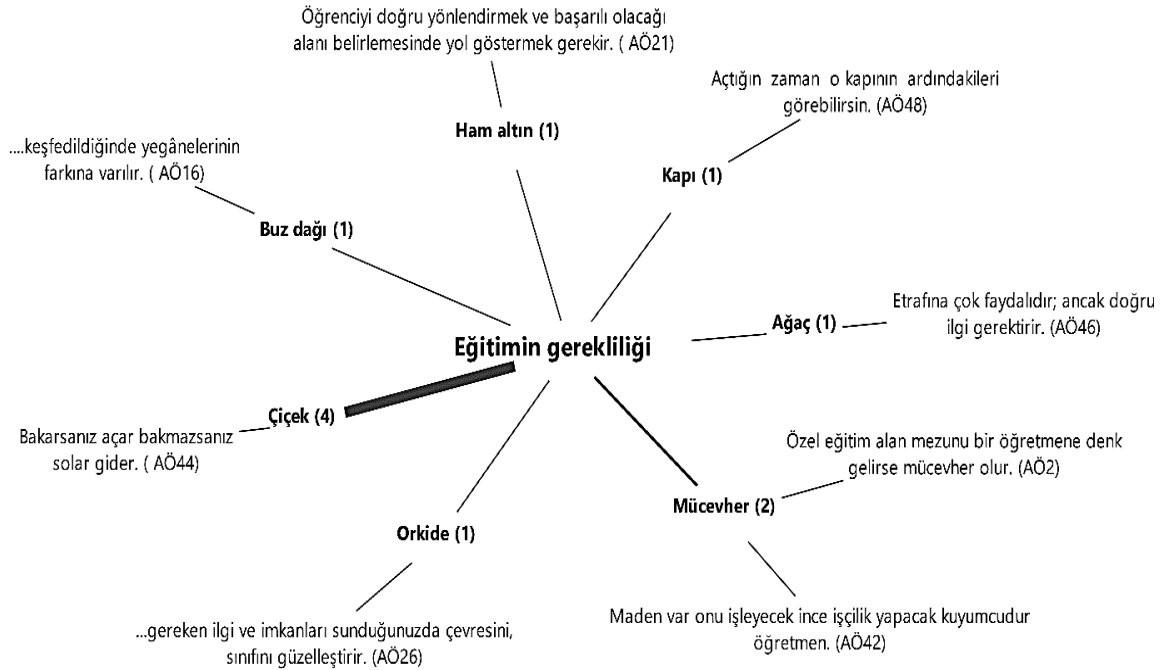 Öğrenciyi doğru yönlendirmek ve başarılı olacağı
alanı belirlemesinde yol göstermek gerekir. ( AÖ21)
Ham altın (1)
Açtığın zaman o kapının ardındakileri
görebilirsin. (AÖ48)
Kapı (1)
....keşfedildiğinde yegânelerinin
farkına varılır. ( AÖ16)
Buz dağı (1)
Etrafına çok faydalıdır; ancak doğru
ilgi gerektirir. (AÖ46)
Ağaç (1)
Eğitimin gerekliliği
Çiçek (4)
Bakarsanız açar bakmazsanız
solar gider. ( AÖ44)
Özel eğitim alan mezunu bir öğretmene denk
gelirse mücevher olur. (AÖ2)
Mücevher (2)
Orkide (1)
Maden var onu işleyecek ince işçilik yapacak kuyumcudur
öğretmen. (AÖ42)
...gereken ilgi ve imkanları sunduğunuzda çevresini,
sınıfını güzelleştirir. (AÖ26)